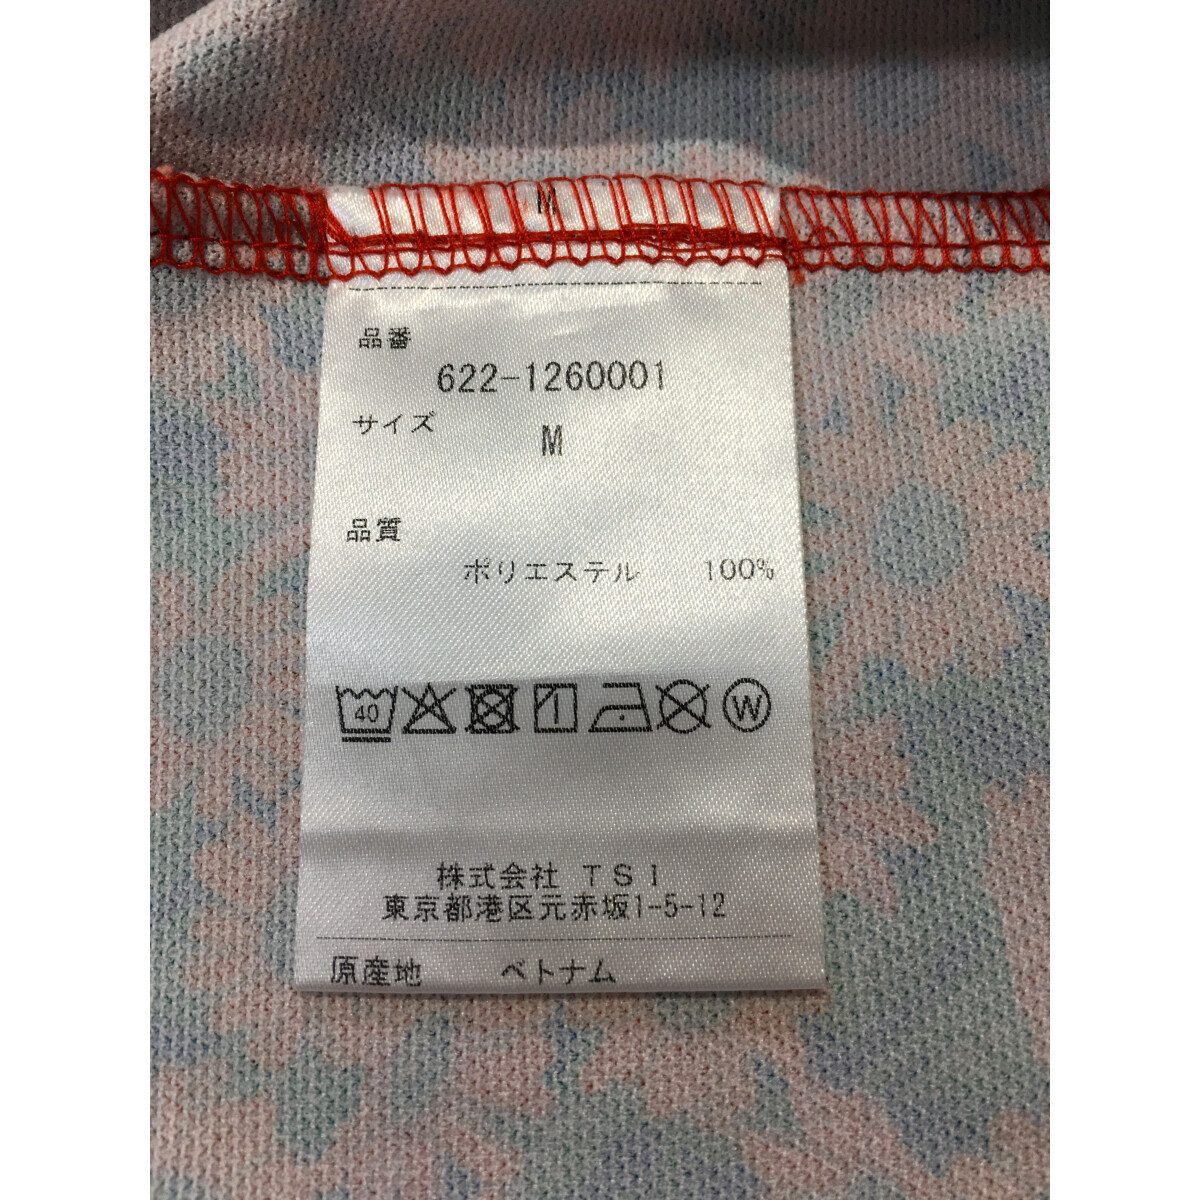 M
品番
622-1260001
サイズ
M
品質
ポリエステル 100%
40
W
株式会社 TSI
東京都港区元赤坂1-5-12
原産地 ベトナム